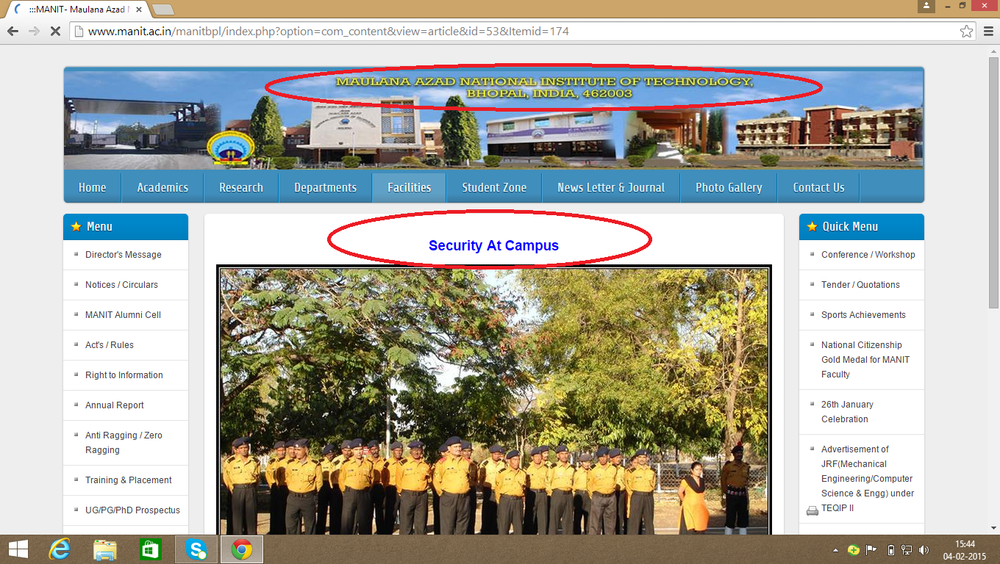 :::MANIT- Maulana Azad
www.manit.ac.in/manitbpl/index.php?option=com_content&view=article&id=53&Itemid=174
MAULANA AZAD NATIONAL INSTITUTE OF TECHNOLOGY,
BHOPAL, INDIA, 462003
Home
Academics
Research
Departments
Facilities
Student Zone
News Letter & Journal
Photo Gallery
Contact Us
Menu
Director's Message
Notices / Circulars
MANIT Alumni Cell
Act's / Rules
Right to Information
Annual Report
Anti Ragging / Zero
Ragging
Training & Placement
UG/PG/PhD Prospectus
Security At Campus
Quick Menu
Conference / Workshop
Tender / Quotations
Sports Achievements
National Citizenship
Gold Medal for MANIT
Faculty
26th January
Celebration
Advertisement of
JRF(Mechanical
Engineering/Computer
Science & Engg) under
TEQIP II
15:44
04-02-2015